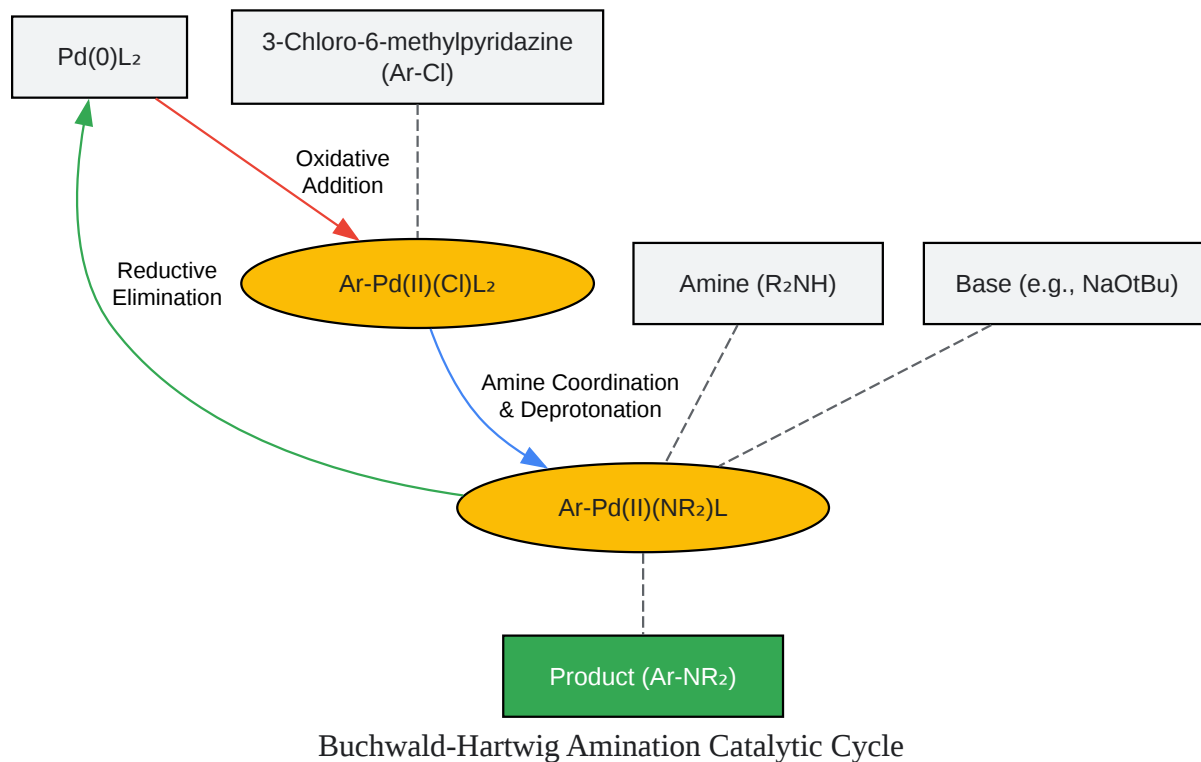 Pd(0)L₂
3-Chloro-6-methylpyridazine
(Ar-Cl)
Oxidative
Addition
Reductive
Elimination
Ar-Pd(II)(Cl)L₂
Amine (R₂NH)
Base (e.g., NaOtBu)
Amine Coordination
& Deprotonation
Ar-Pd(II)(NR₂)L
Product (Ar-NR₂)
Buchwald-Hartwig Amination Catalytic Cycle